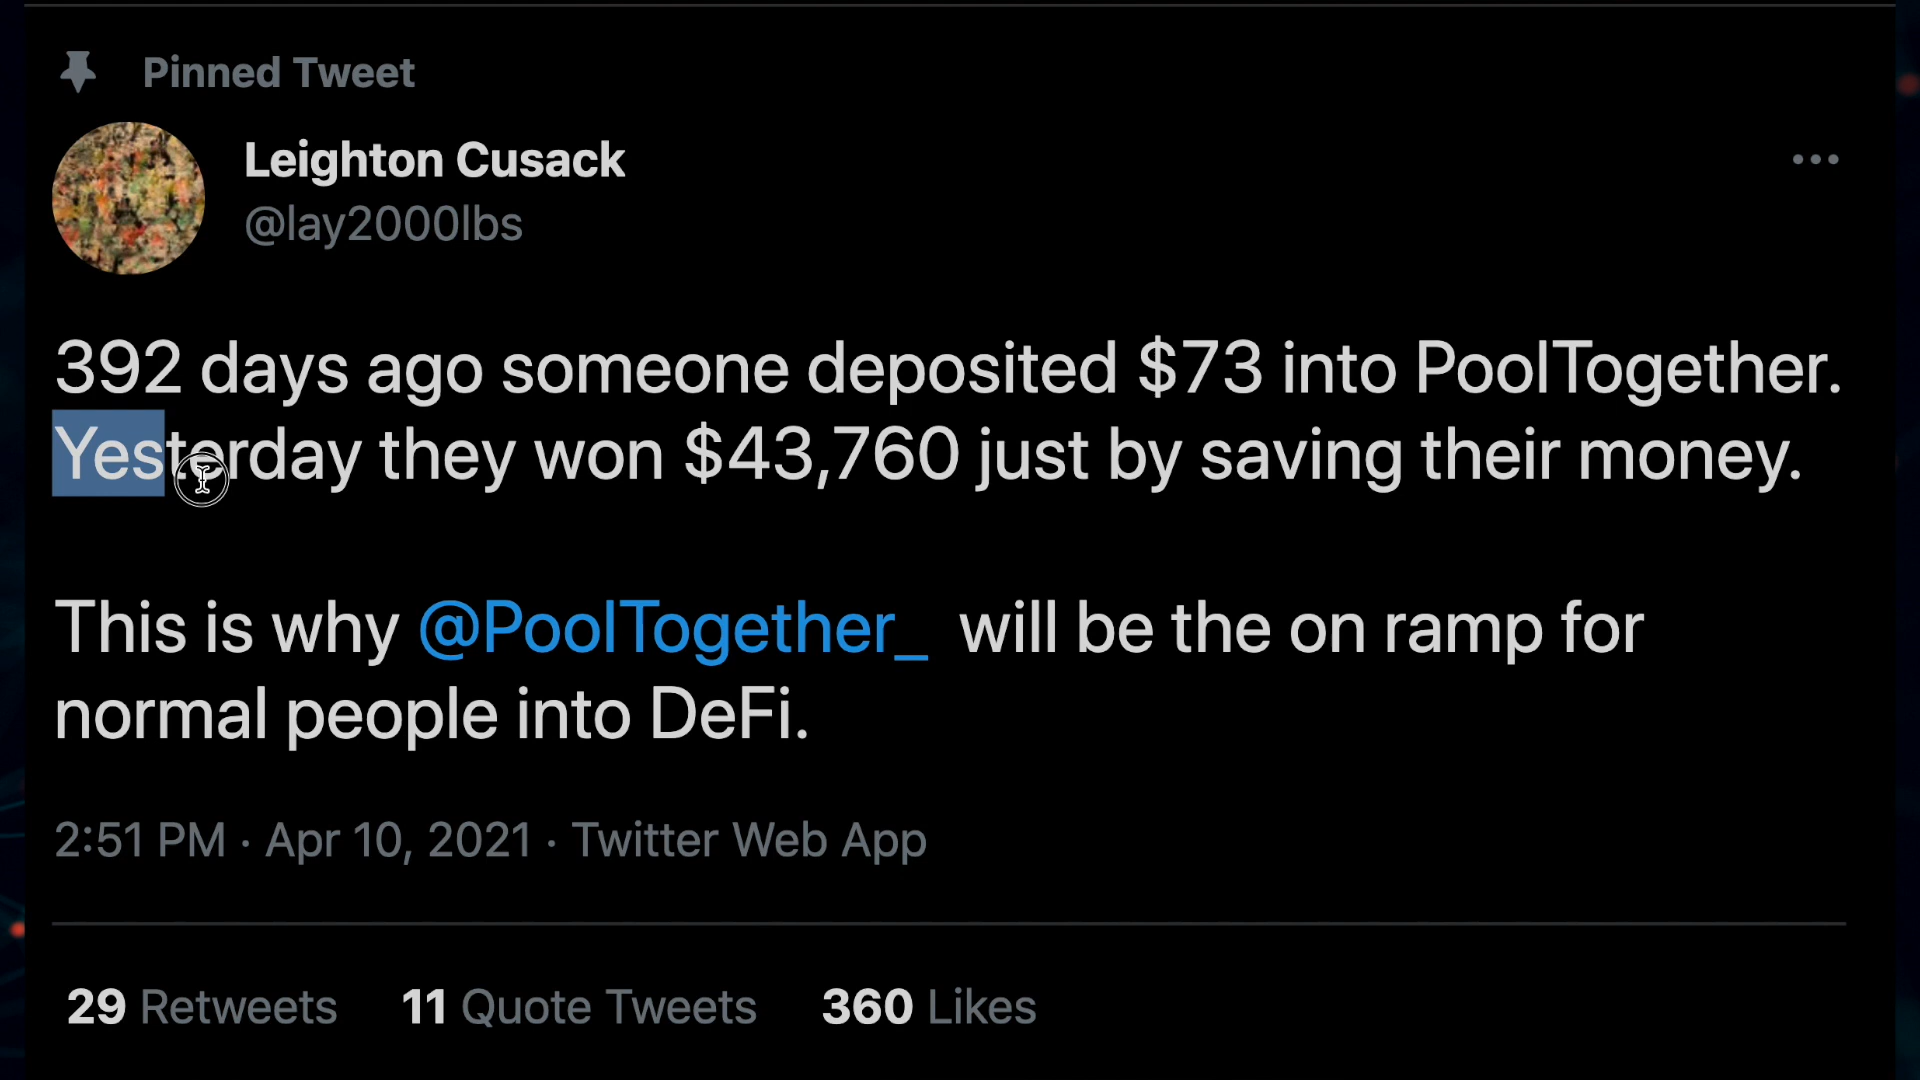 Pinned Tweet
Leighton Cusack
@lay2000lbs
392 days ago someone deposited $73 into PoolTogether.
Yesterday they won $43,760 just by saving their money.
This is why @PoolTogether_ will be the on ramp for
normal people into DeFi.
2:51 PM · Apr 10, 2021 · Twitter Web App
29 Retweets 11 Quote Tweets 360 Likes